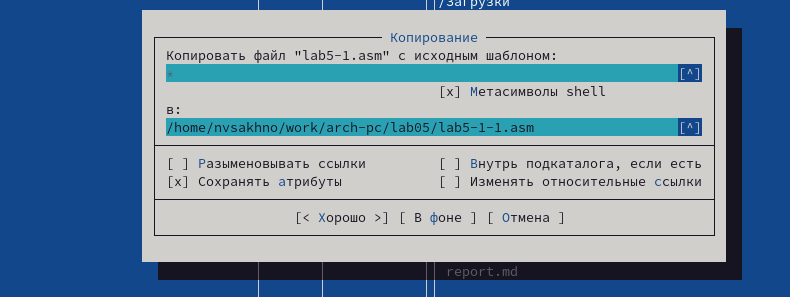 /Загрузки
Копирование
Копировать файл "lab5-1.asm" с исходным шаблоном:
* [^]
[x] Метасимволы shell
в:
/home/nvsakhno/work/arch-pc/lab05/lab5-1-1.asm [^]
[ ] Разыменовывать ссылки [ ] Внутрь подкаталога, если есть
[x] Сохранять атрибуты [ ] Изменять относительные ссылки
[< Хорошо >] [ В фоне ] [ Отмена ]
report.md